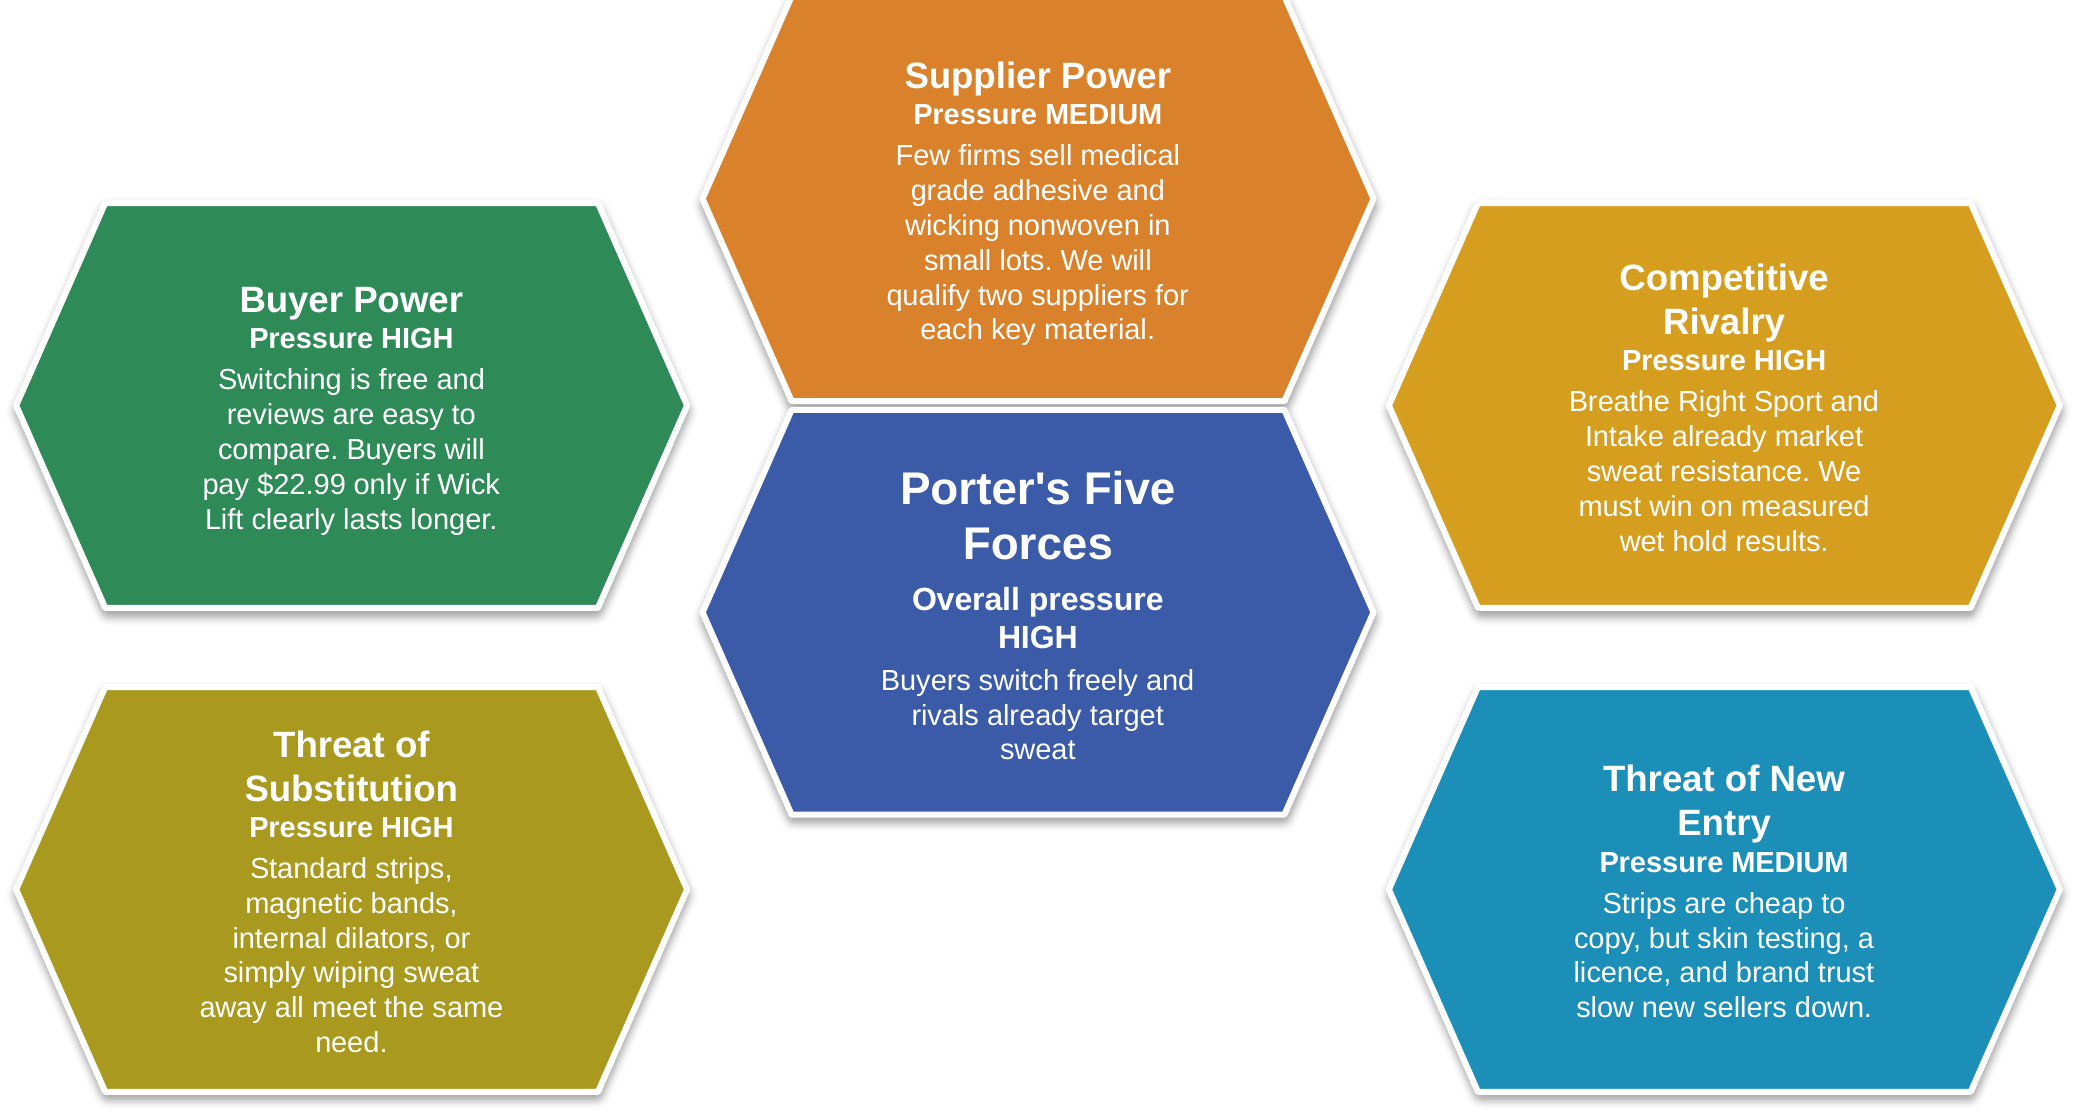 Supplier Power
Pressure MEDIUM
Few firms sell medical
grade adhesive and
wicking nonwoven in
small lots. We will
qualify two suppliers for
each key material.
Buyer Power
Pressure HIGH
Switching is free and
reviews are easy to
compare. Buyers will
pay $22.99 only if Wick
Lift clearly lasts longer.
Competitive
Rivalry
Pressure HIGH
Breathe Right Sport and
Intake already market
sweat resistance. We
must win on measured
wet hold results.
Porter's Five
Forces
Overall pressure
HIGH
Buyers switch freely and
rivals already target
sweat
Threat of
Substitution
Pressure HIGH
Standard strips,
magnetic bands,
internal dilators, or
simply wiping sweat
away all meet the same
need.
Threat of New
Entry
Pressure MEDIUM
Strips are cheap to
copy, but skin testing, a
licence, and brand trust
slow new sellers down.